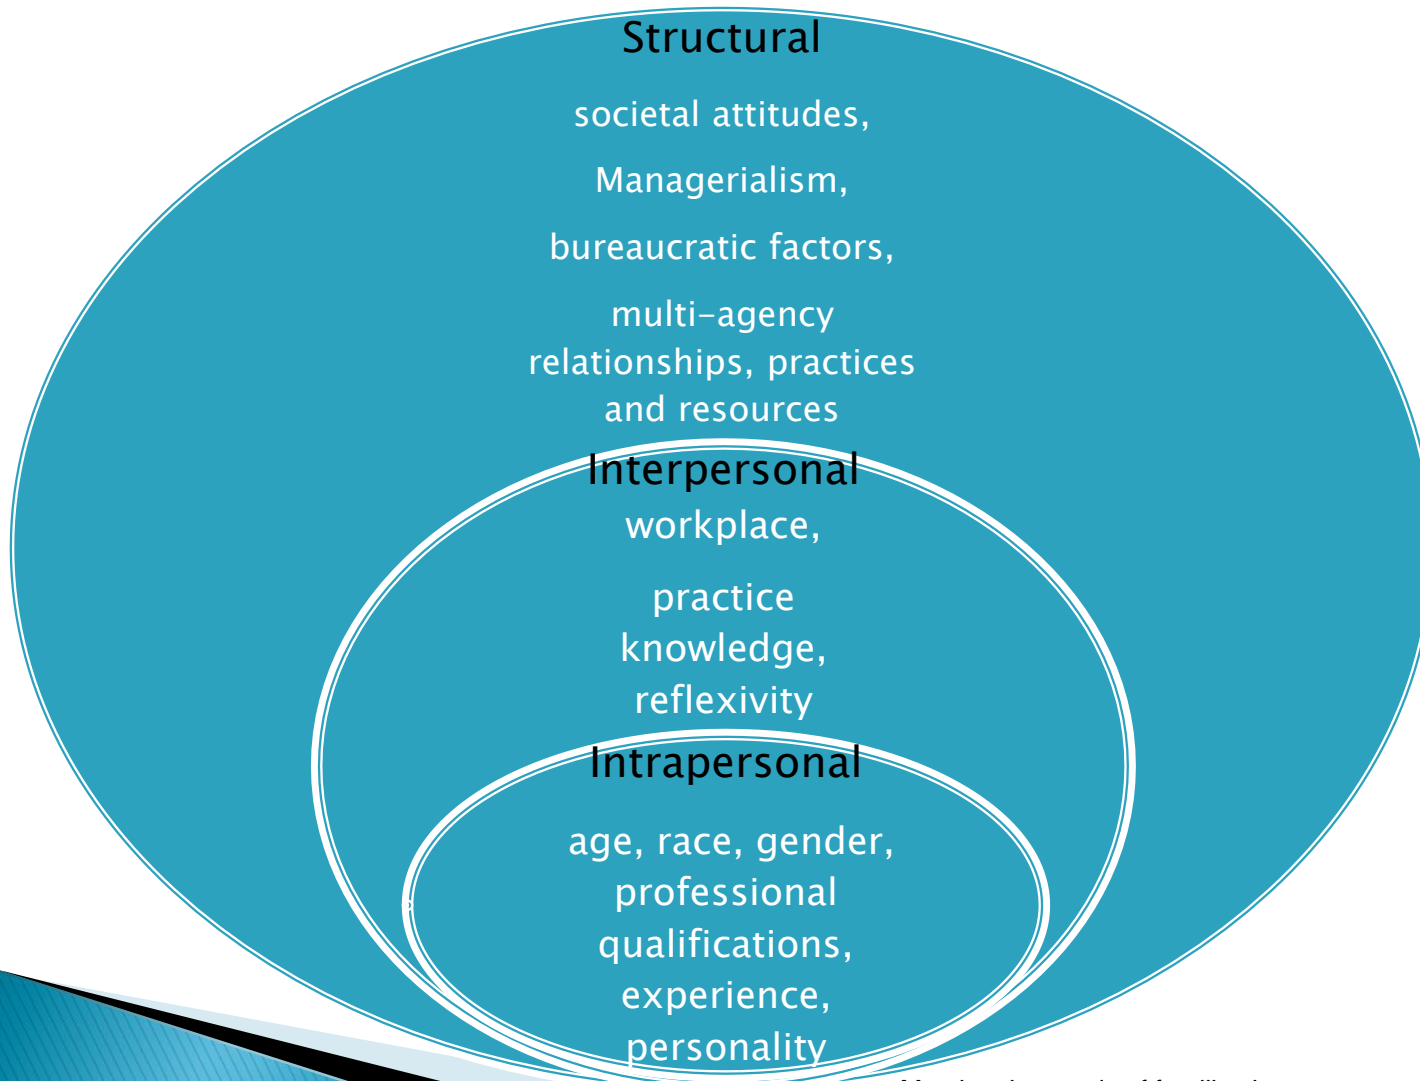 Structural
societal attitudes,
Managerialism,
bureaucratic factors,
multi-agency
relationships, practices
and resources
Interpersonal
workplace,
practice
knowledge,
reflexivity
Intrapersonal
age, race, gender,
professional
qualifications,
experience,
personality